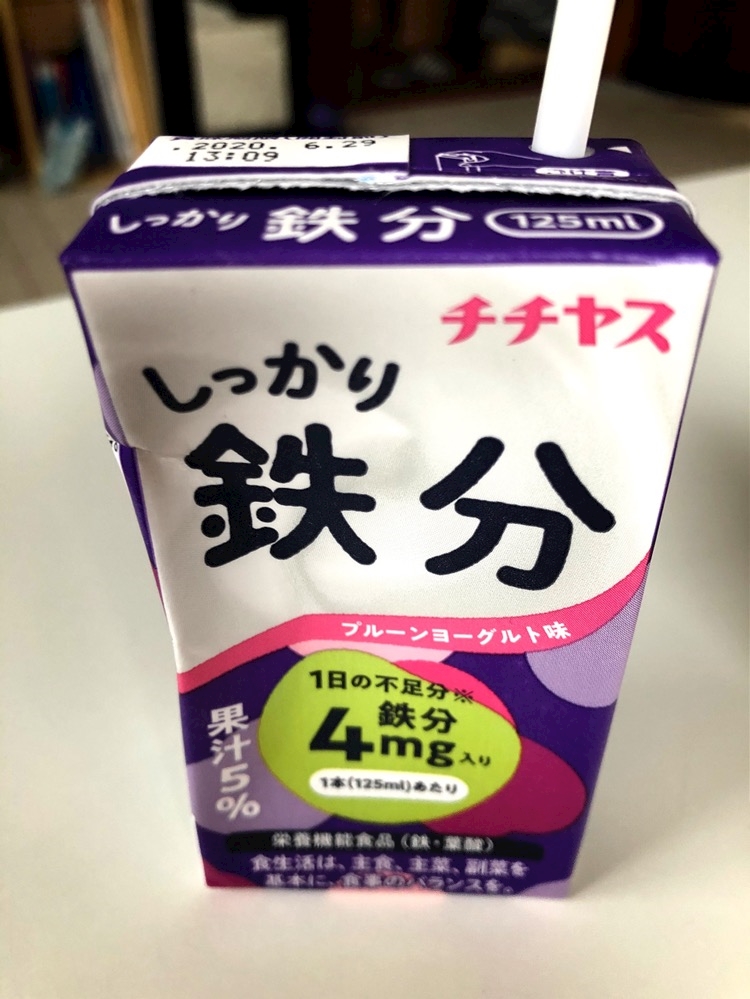 .2020. 6.29
13:09
しっかり 鉄分 125ml
チチヤス
しっかり
鉄分
プルーンヨーグルト味
1日の不足分※
鉄分
4mg入り
1本(125ml)あたり
果汁5%
栄養機能食品(鉄・葉酸)
食生活は、主食、主菜、副菜を
基本に、食事のバランスを。